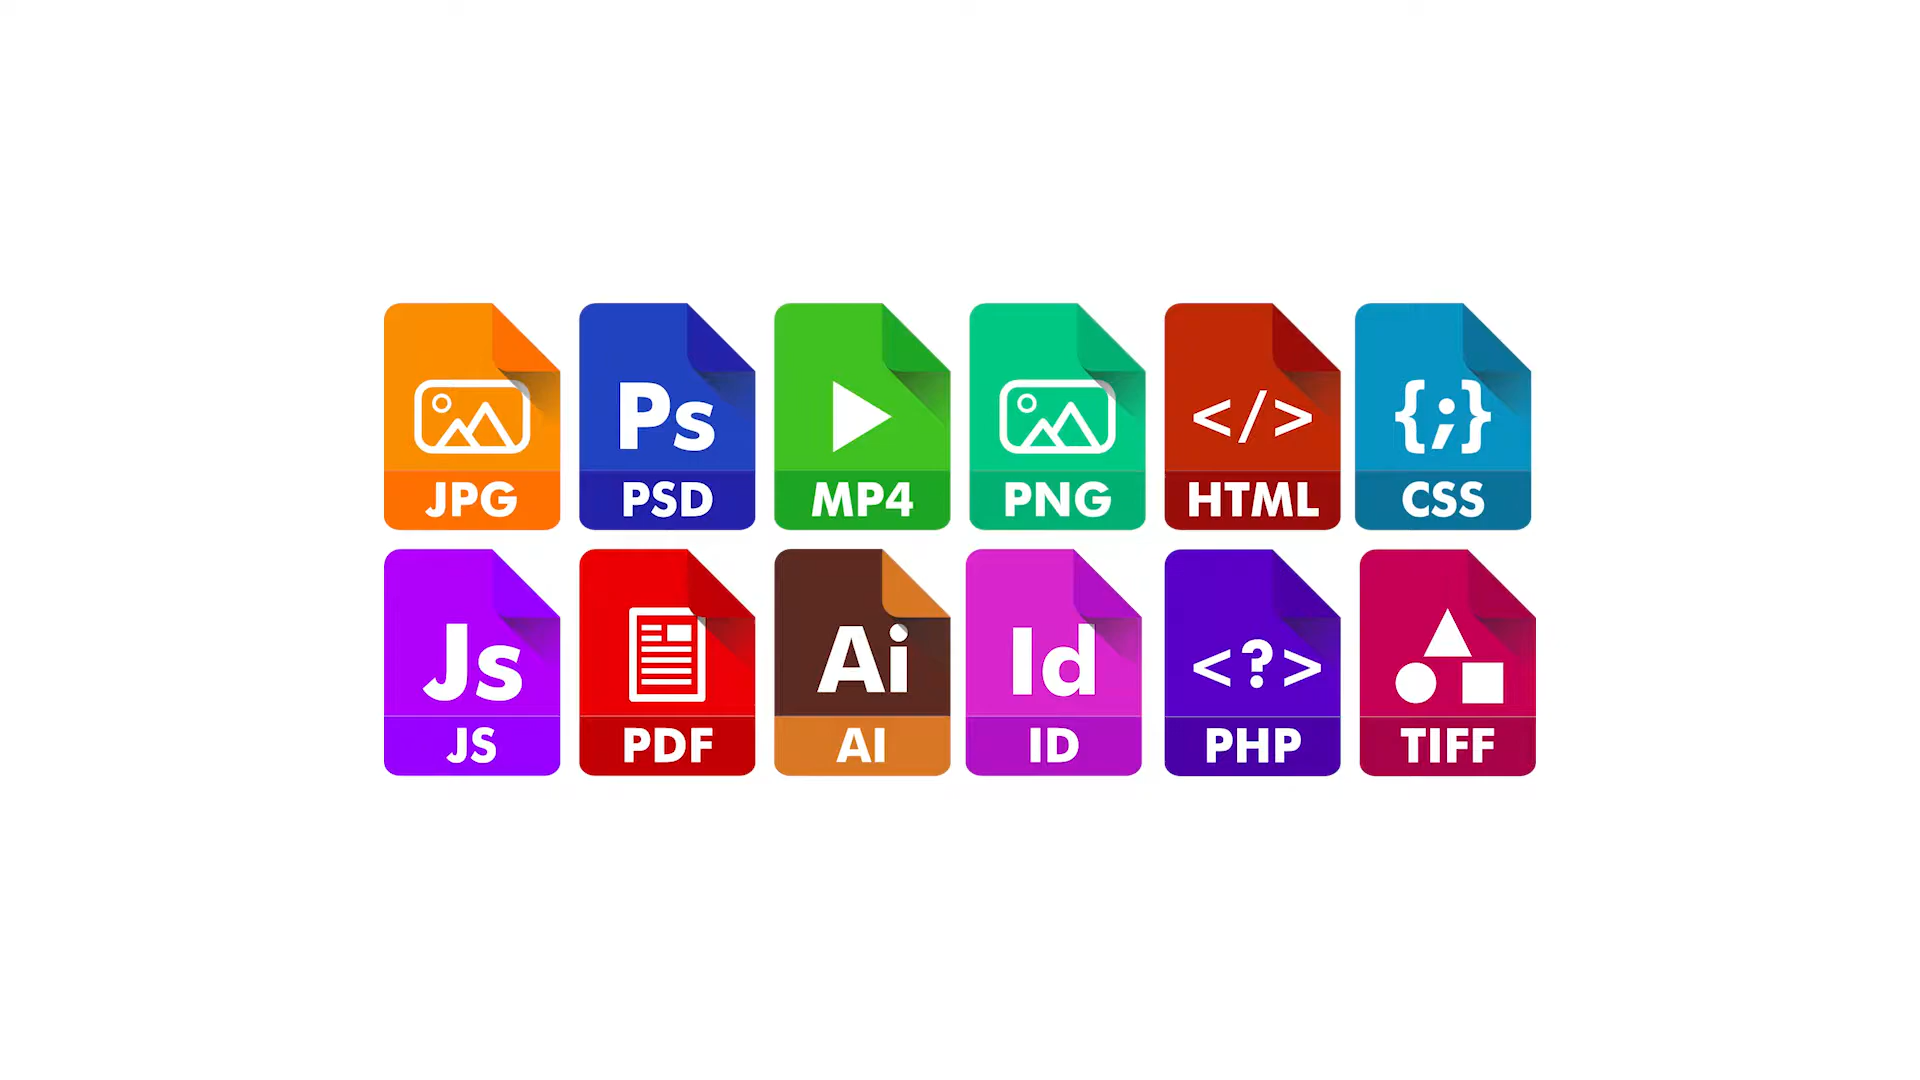 Ps
</>
{;}
JPG PSD MP4 PNG HTML CSS
Js Ai Id <?>
JS PDF AI ID PHP TIFF